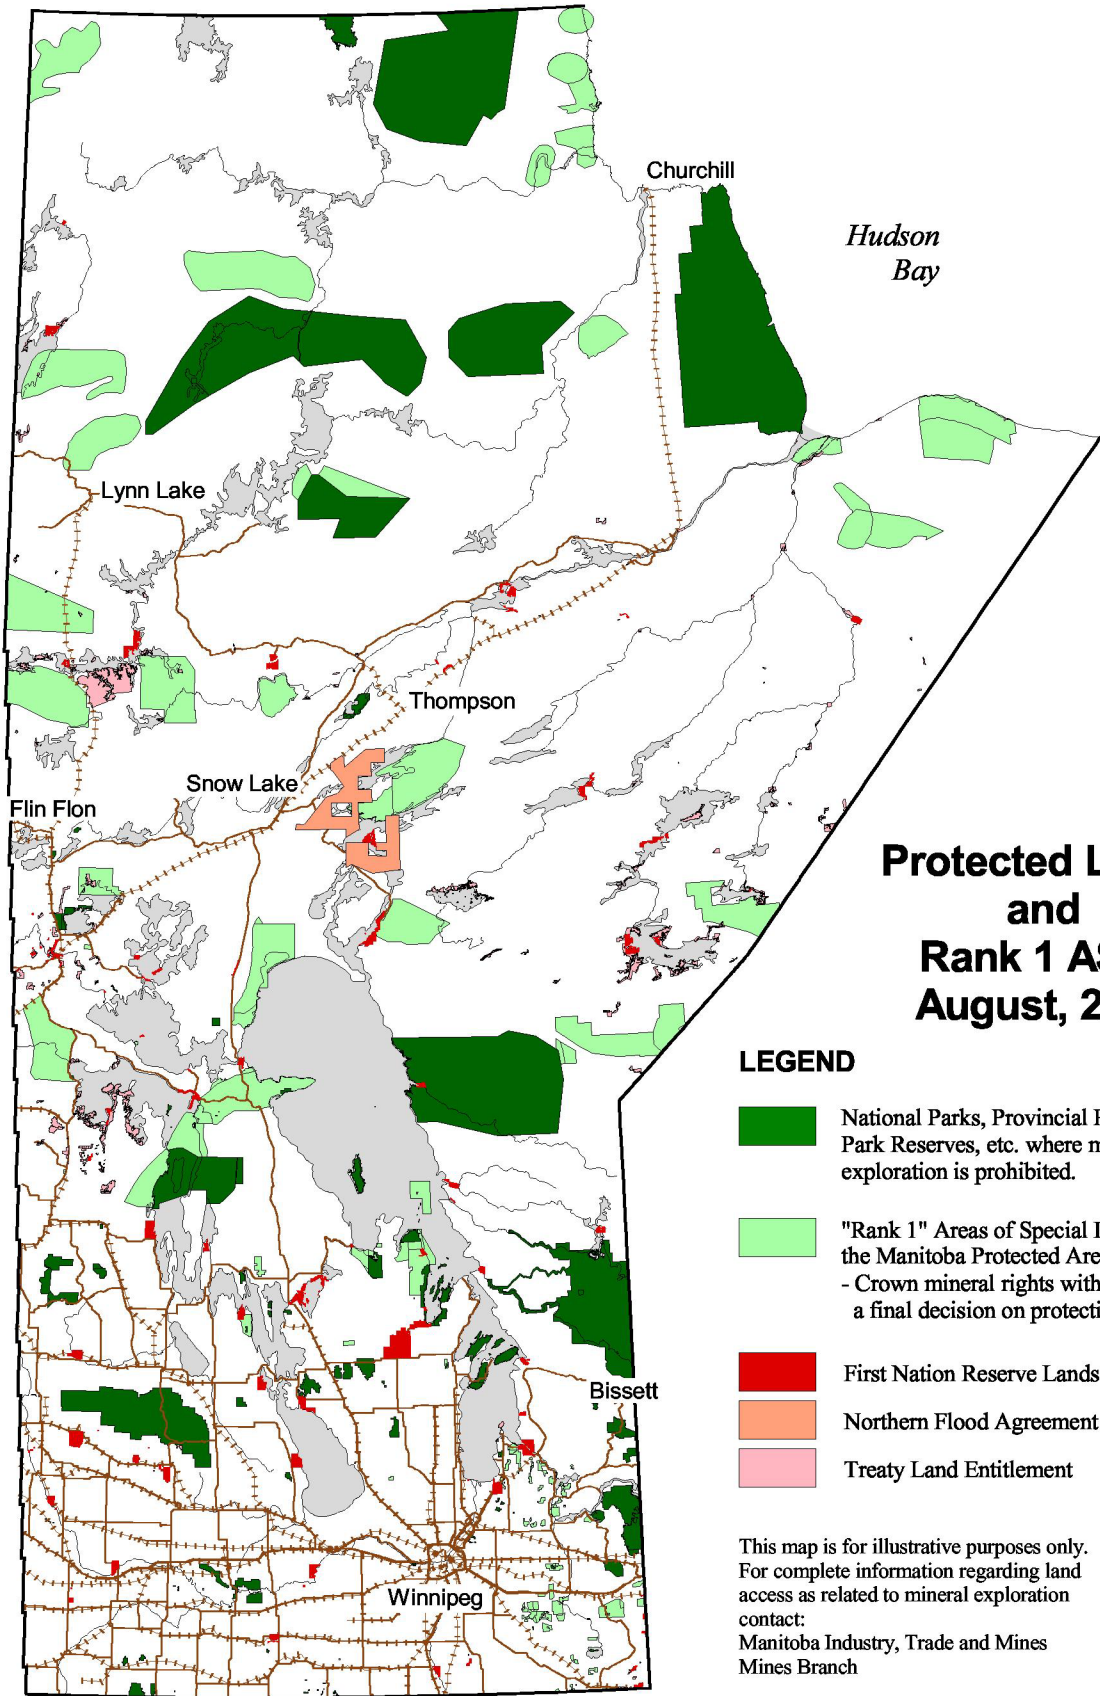 Churchill
Hudson
Bay
Lynn Lake
Thompson
Snow Lake
Flin Flon
Protected
and
Rank 1
August,
LEGEND
National Parks, Provincial
Park Reserves, etc. where
exploration is prohibited.
"Rank 1" Areas of Special
the Manitoba Protected
- Crown mineral rights
a final decision on
First Nation Reserve Lands
Bissett
Northern Flood Agreement
Treaty Land Entitlement
This map is for illustrative purposes only.
For complete information regarding land
access as related to mineral exploration
contact:
Manitoba Industry, Trade and Mines
Mines Branch
Winnipeg